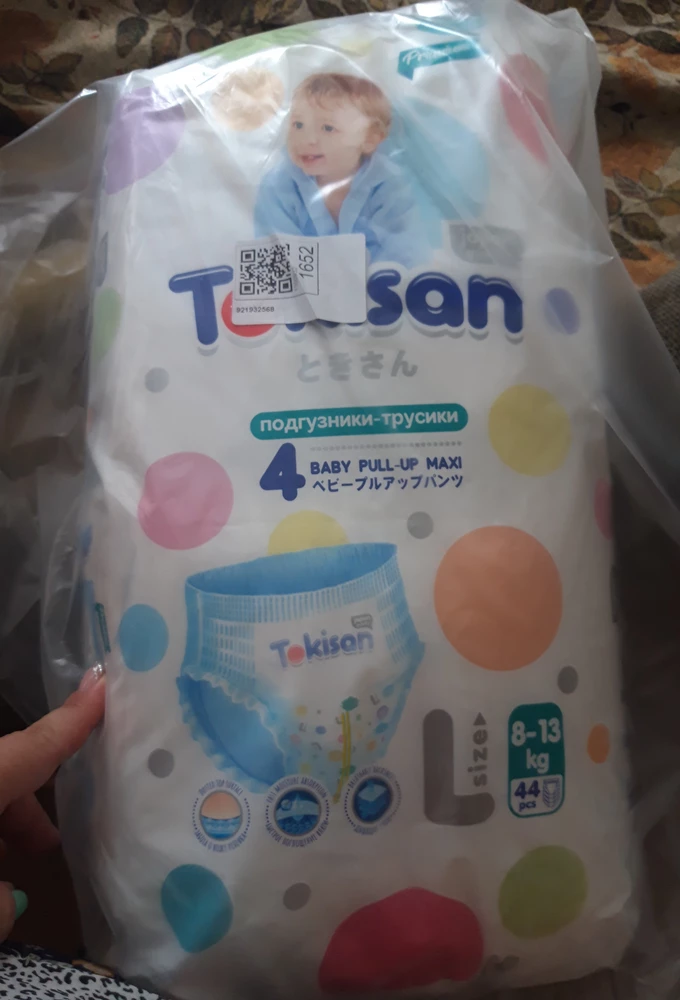 Premium
1652
921932568
Tokisan
ときさん
подгузники-трусики
4
BABY PULL-UP MAXI
ベビープルアップパンツ
Tokisan
L
size
8-13
kg
44
pcs